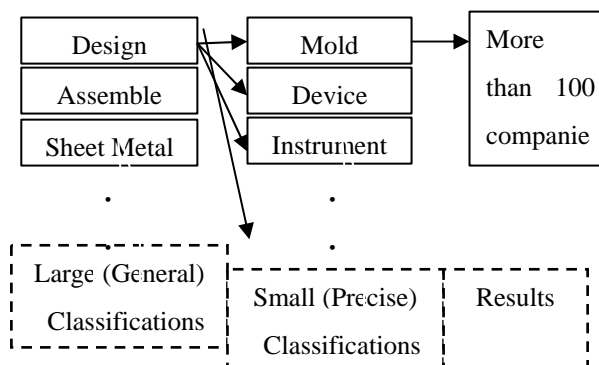 Design
Assemble
Sheet Metal
Mold
Device
Instrument
More
than 100
companie
Large (General)
Classifications
Small (Precise)
Classifications
Results